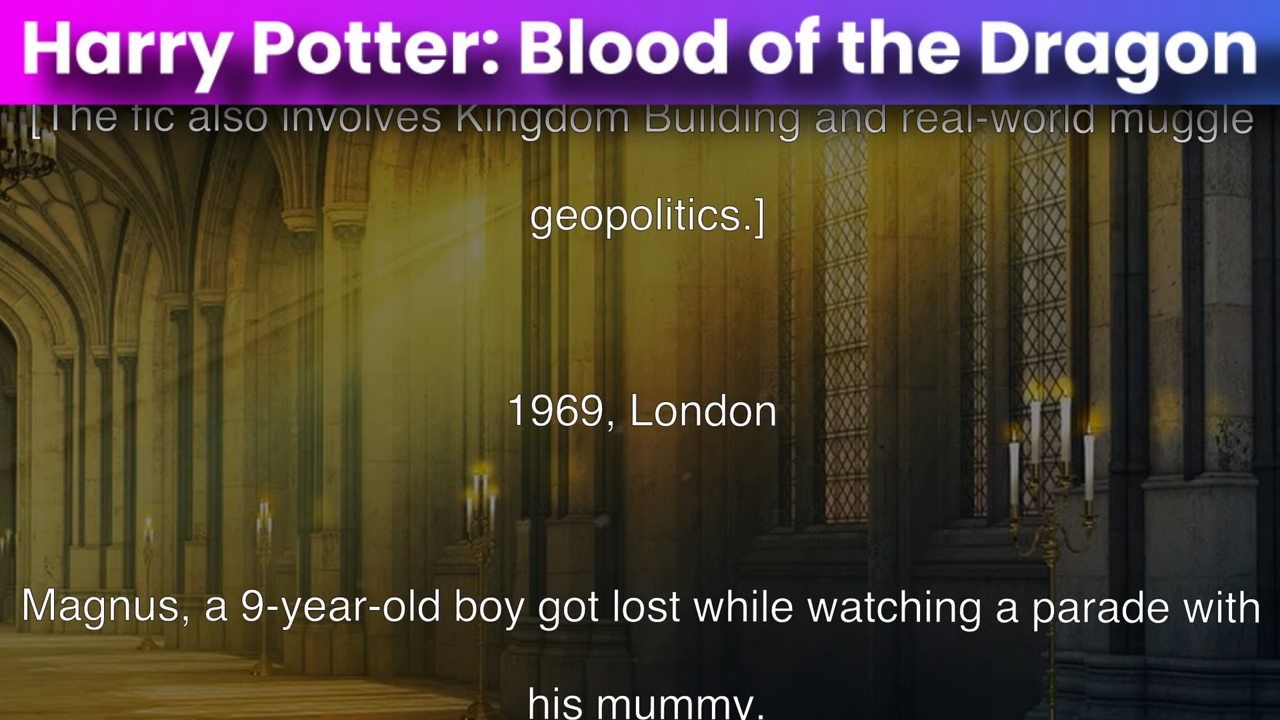 Harry Potter: Blood of the Dragon
[The fic also involves Kingdom Building and real-world muggle
geopolitics.]
1969, London
Magnus, a 9-year-old boy got lost while watching a parade with
his mummy.